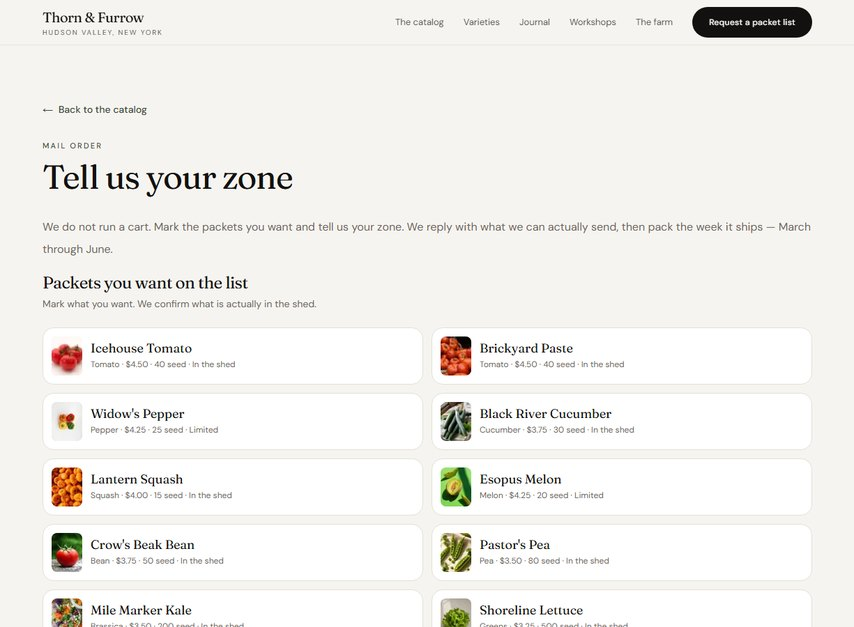 Thorn & Furrow
HUDSON VALLEY, NEW YORK
The catalog
Varieties
Journal
Workshops
The farm
Request a packet list
← Back to the catalog
MAIL ORDER
Tell us your zone
We do not run a cart. Mark the packets you want and tell us your zone. We reply with what we can actually send, then pack the week it ships — March
through June.
Packets you want on the list
Mark what you want. We confirm what is actually in the shed.
Icehouse Tomato
Tomato · $4.50 · 40 seed · In the shed
Brickyard Paste
Tomato · $4.50 · 40 seed · In the shed
Widow's Pepper
Pepper · $4.25 · 25 seed · Limited
Black River Cucumber
Cucumber · $3.75 · 30 seed · In the shed
Lantern Squash
Squash · $4.00 · 15 seed · In the shed
Esopus Melon
Melon · $4.25 · 20 seed · Limited
Crow's Beak Bean
Bean · $3.75 · 50 seed · In the shed
Pastor's Pea
Pea · $3.50 · 80 seed · In the shed
Mile Marker Kale
Brassica · $3.50 · 200 seed · In the shed
Shoreline Lettuce
Greens · $3.25 · 500 seed · In the shed